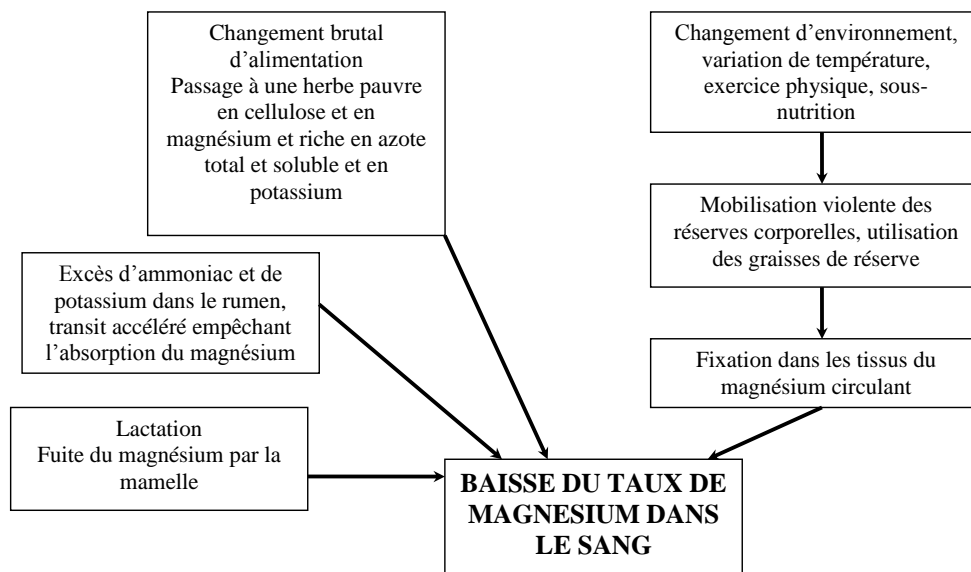 Changement brutal
d’alimentation
Passage à une herbe pauvre
en cellulose et en
magnésium et riche en azote
total et soluble et en
potassium
Changement d’environnement,
variation de température,
exercice physique, sous-
nutrition
Mobilisation violente des
réserves corporelles, utilisation
des graisses de réserve
Excès d’ammoniac et de
potassium dans le rumen,
transit accéléré empêchant
l’absorption du magnésium
Fixation dans les tissus du
magnésium circulant
Lactation
Fuite du magnésium par la
mamelle
BAISSE DU TAUX DE
MAGNESIUM DANS
LE SANG